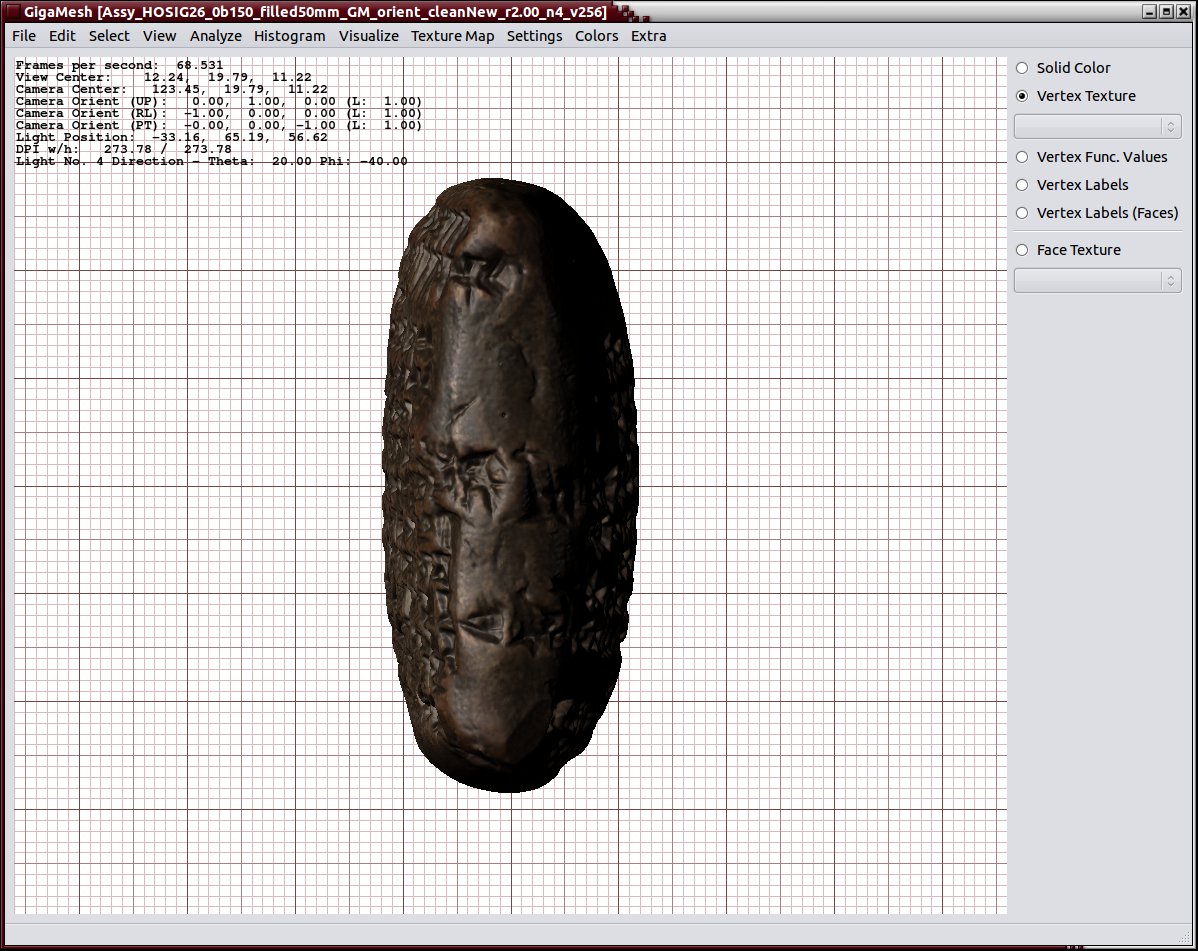 GigaMesh [Assy_HOSIG26_0b150_filled50mm_GM_orient_cleanNew_r2.00_n4_v256]
File Edit Select View Analyze Histogram Visualize Texture Map Settings Colors Extra
Frames per second: 68.531
View Center: 12.24, 19.79, 11.22
Camera Center: 123.45, 19.79, 11.22
Camera Orient (UP): 0.00, 1.00, 0.00 (L: 1.00)
Camera Orient (RL): -1.00, 0.00, 0.00 (L: 1.00)
Camera Orient (PT): -0.00, 0.00, -1.00 (L: 1.00)
Light Position: -33.16, 65.19, 56.62
DPI w/h: 273.78 / 273.78
Light No. 4 Direction - Theta: 20.00 Phi: -40.00
Solid Color
Vertex Texture
Vertex Func. Values
Vertex Labels
Vertex Labels (Faces)
Face Texture